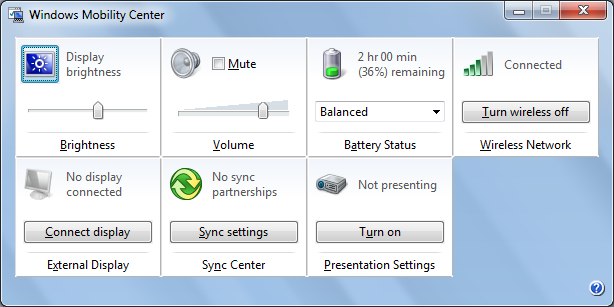 Windows Mobility Center
Display
brightness
Brightness
Mute
Volume
2 hr 00 min
(36%) remaining
Balanced
Battery Status
Connected
Turn wireless off
Wireless Network
No display
connected
Connect display
External Display
No sync
partnerships
Sync settings
Sync Center
Not presenting
Turn on
Presentation Settings
?